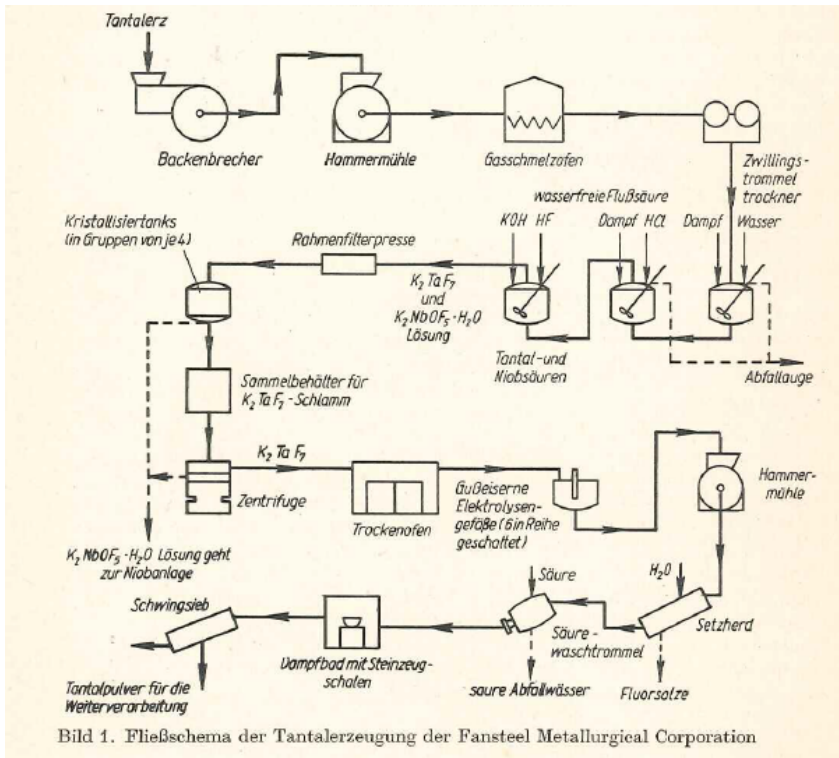 Tantalerz
Backenbrecher
Hammermühle
Gasschmelzofen
Zwillings-
trommel
trockner
wasserfreie Flußsäure
KOH HF
Dampf HCl
Dampf Wasser
Kristallisiertanks
(in Gruppen von je 4)
Rahmenfilterpresse
K₂TaF₇
und
K₂NbOF₅·H₂O
Lösung
Tantal-und
Niobsäuren
Abfallauge
Sammelbehälter für
K₂TaF₇-Schlamm
K₂TaF₇
Zentrifuge
Trockenofen
Gußeiserne
Elektrolysen-
gefäße (6 in Reihe
geschaltet)
Hammer-
mühle
K₂NbOF₅·H₂O Lösung geht
zur Niobanlage
Schwingsieb
Säure
H₂O
Setzherd
Dampfbad mit Steinzeug-
schalen
Säure-
waschtrommel
Tantalpulver für die
Weiterverarbeitung
saure Abfallwässer
Fluorsalze
Bild 1. Fließschema der Tantalerzeugung der Fansteel Metallurgical Corporation